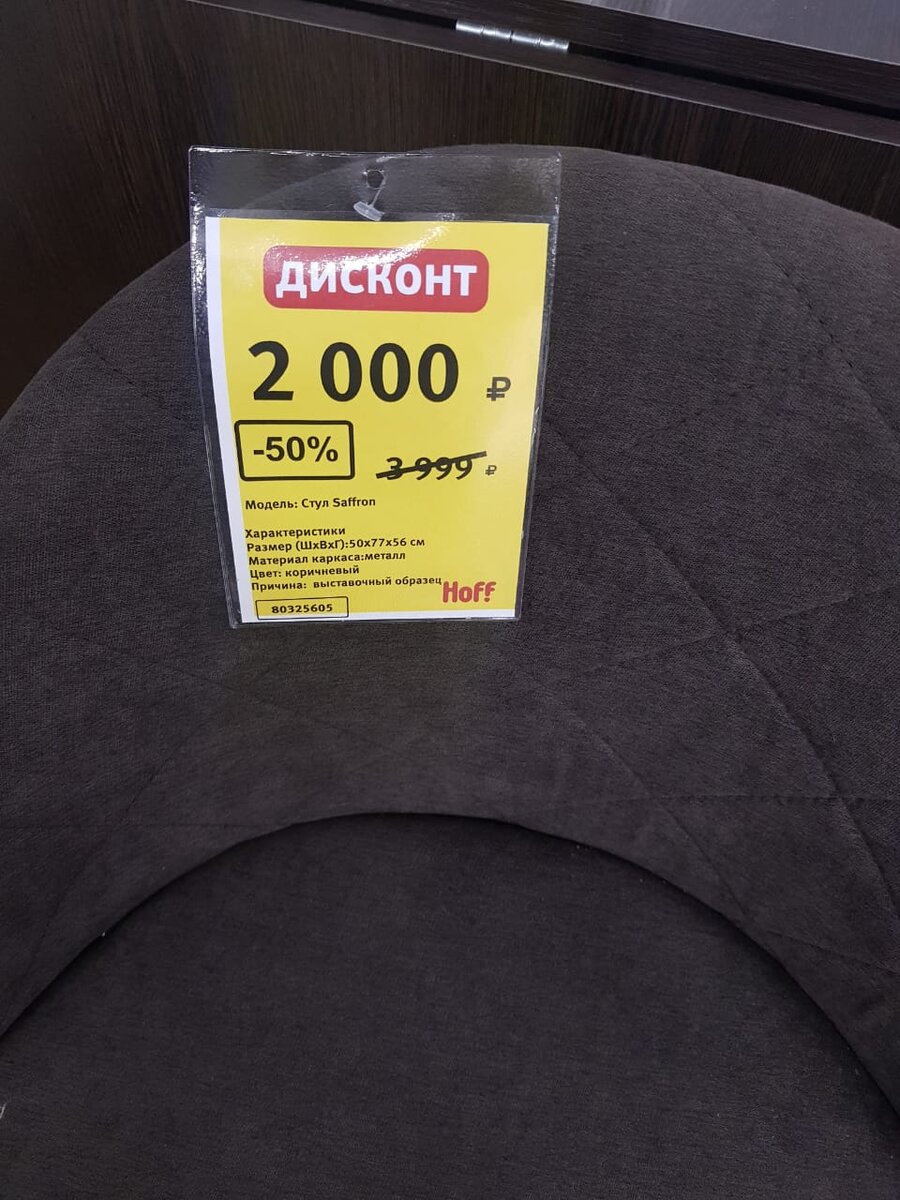 ДИСКОНТ
2 000 ₽
-50% 3 999 ₽
Модель: Стул Saffron
Характеристики
Размер (ШxВxГ):50x77x56 см
Материал каркаса:металл
Цвет: коричневый
Причина: выставочный образец
Hoff
80325605